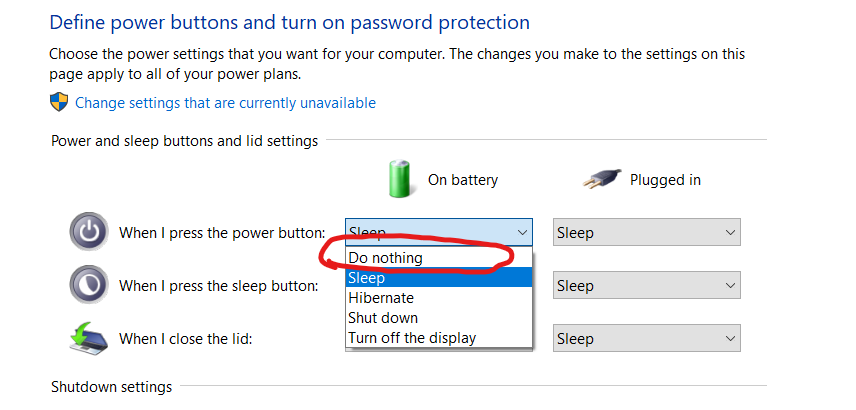 Define power buttons and turn on password protection
Choose the power settings that you want for your computer. The changes you make to the settings on this
page apply to all of your power plans.
Change settings that are currently unavailable
Power and sleep buttons and lid settings
On battery
Plugged in
When I press the power button:
Sleep
Sleep
Do nothing
Sleep
When I press the sleep button:
Sleep
Hibernate
Shut down
When I close the lid:
Turn off the display
Sleep
Shutdown settings